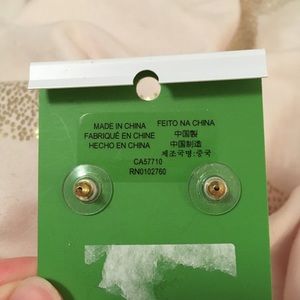 MADE IN CHINA
FABRIQUÉ EN CHINE
HECHO EN CHINA
FEITO NA CHINA
中国製
中国制造
제조국명:중국
CA57710
RN0102760